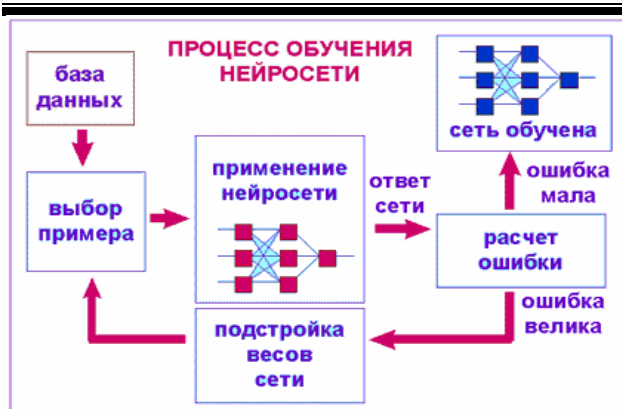 ПРОЦЕСС ОБУЧЕНИЯ
НЕЙРОСЕТИ
база
данных
выбор
примера
применение
нейросети
ответ
сети
расчет
ошибки
ошибка
мала
сеть обучена
ошибка
велика
подстройка
весов
сети